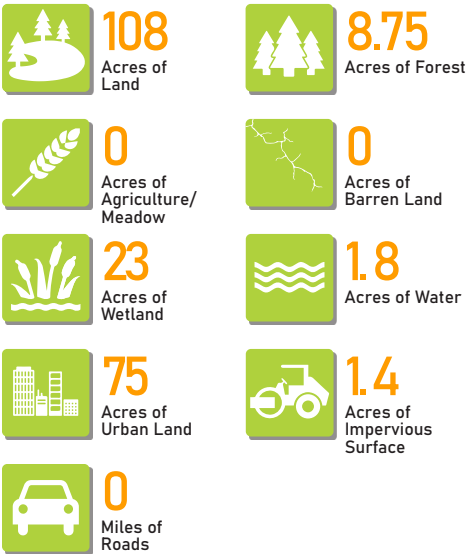 108
Acres of
Land
8.75
Acres of Forest
0
Acres of
Agriculture/
Meadow
0
Acres of
Barren Land
23
Acres of
Wetland
1.8
Acres of Water
75
Acres of
Urban Land
1.4
Acres of
Impervious
Surface
0
Miles of
Roads